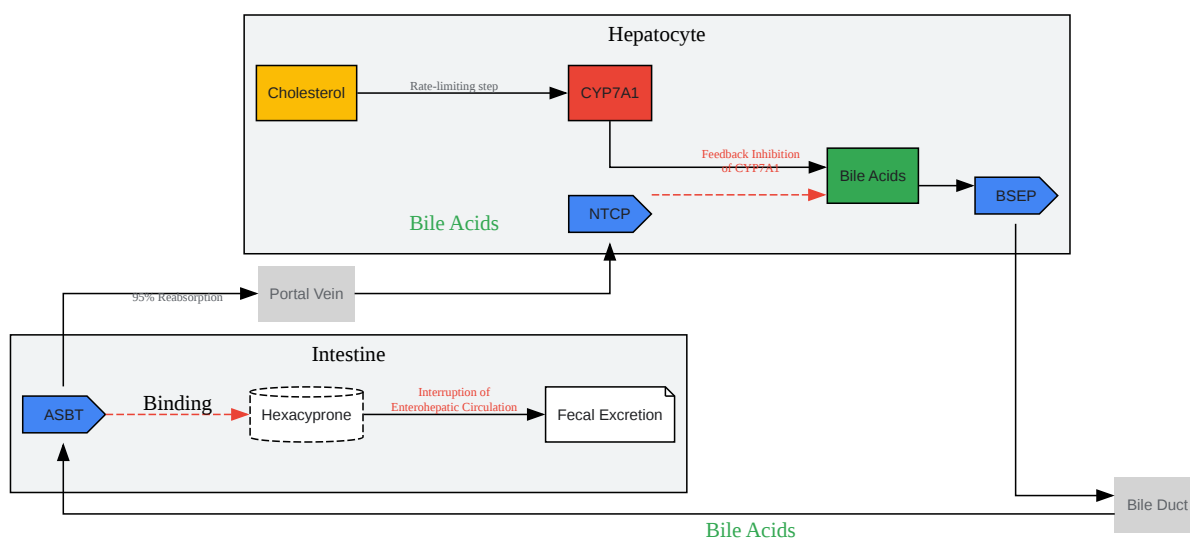 Hepatocyte
Cholesterol
Rate-limiting step
CYP7A1
Feedback Inhibition
of CYP7A1
Bile Acids
BSEP
NTCP
Bile Acids
Portal Vein
95% Reabsorption
Intestine
ASBT
Binding
Hexacyprone
Interruption of
Enterohepatic Circulation
Fecal Excretion
Bile Duct
Bile Acids